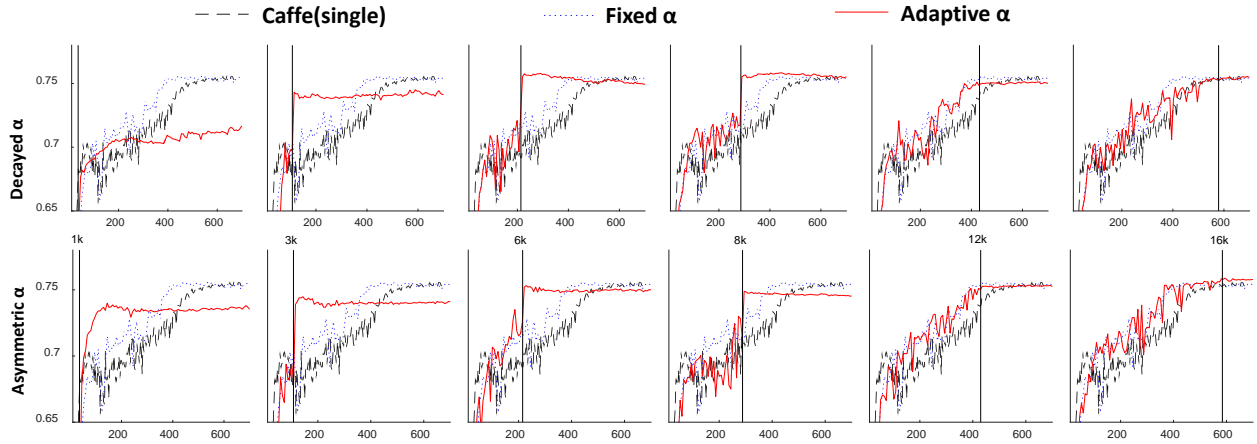 Caffe(single) Fixed α Adaptive α
Decayed α
0.75
0.7
0.65
200 400 600 200 400 600 200 400 600 200 400 600 200 400 600 200 400 600
1k 3k 6k 8k 12k 16k
Asymmetric α
0.75
0.7
0.65
200 400 600 200 400 600 200 400 600 200 400 600 200 400 600 200 400 600